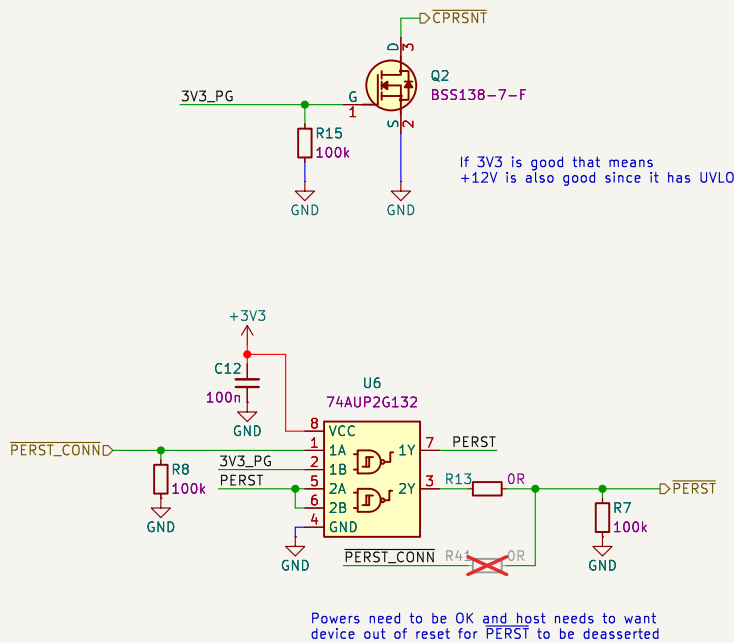 CPRSNT
D
3
Q2
3V3_PG
G
1
BSS138-7-F
S
2
R15
100k
If 3V3 is good that means
+12V is also good since it has UVLO
GND
GND
+3V3
C12
100n
U6
74AUP2G132
GND
8
VCC
PERST_CONN
1
1A
1Y
7
PERST
R8
100k
3V3_PG
2
1B
PERST
5
2A
2Y
3
R13
0R
PERST
6
2B
R7
100k
4
GND
GND
GND
GND
PERST_CONN
R41
0R
Powers need to be OK and host needs to want
device out of reset for PERST to be deasserted